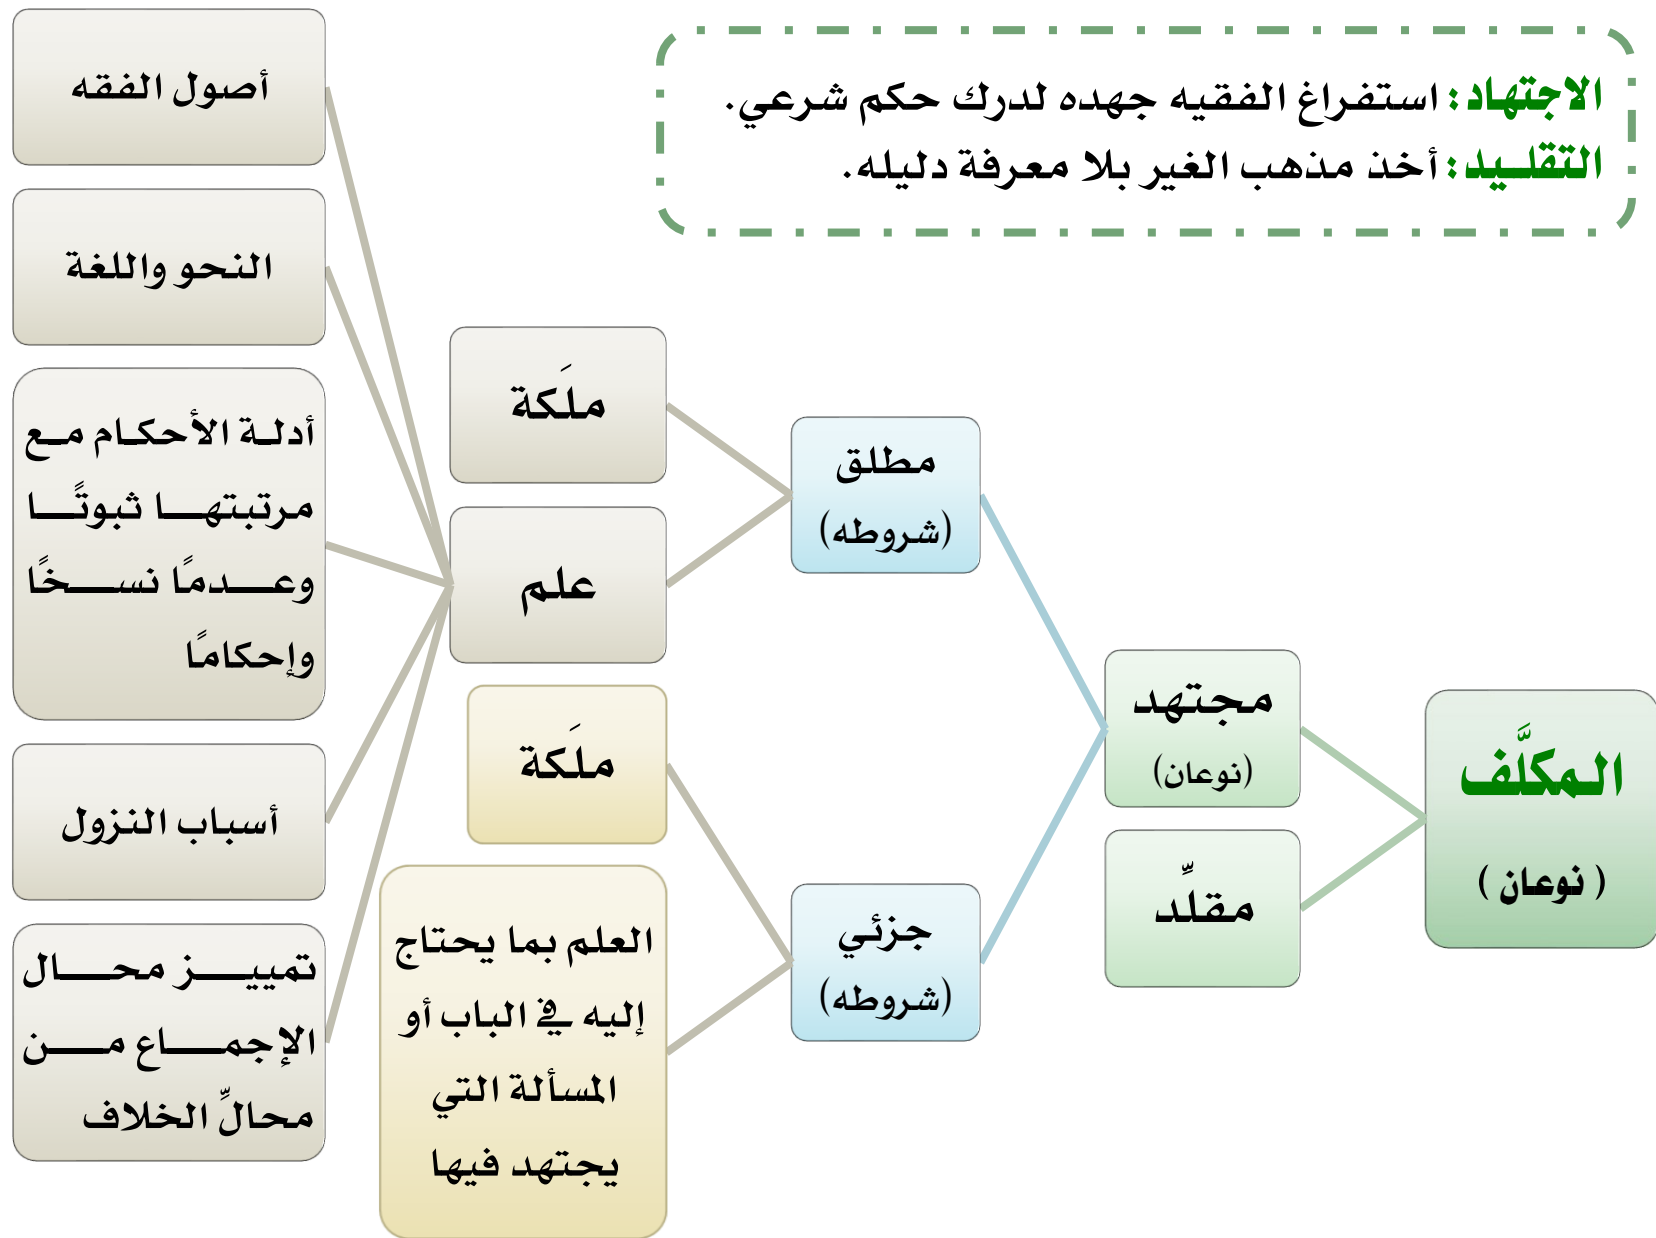 الاجتهاد: استفراغ الفقيه جهده لدرك حكم شرعي.
التقليد: أخذ مذهب الغير بلا معرفة دليله.
المكلَّف
( نوعان )
مجتهد
(نوعان)
مقلِّد
مطلق
(شروطه)
جزئي
(شروطه)
ملَكة
علم
ملَكة
العلم بما يحتاج
إليه في الباب أو
المسألة التي
يجتهد فيها
أصول الفقه
النحو واللغة
أدلة الأحكام مع
مرتبتها ثبوتًا
وعدمًا نسخًا
وإحكامًا
أسباب النزول
تمييز محال
الإجماع من
محالِّ الخلاف